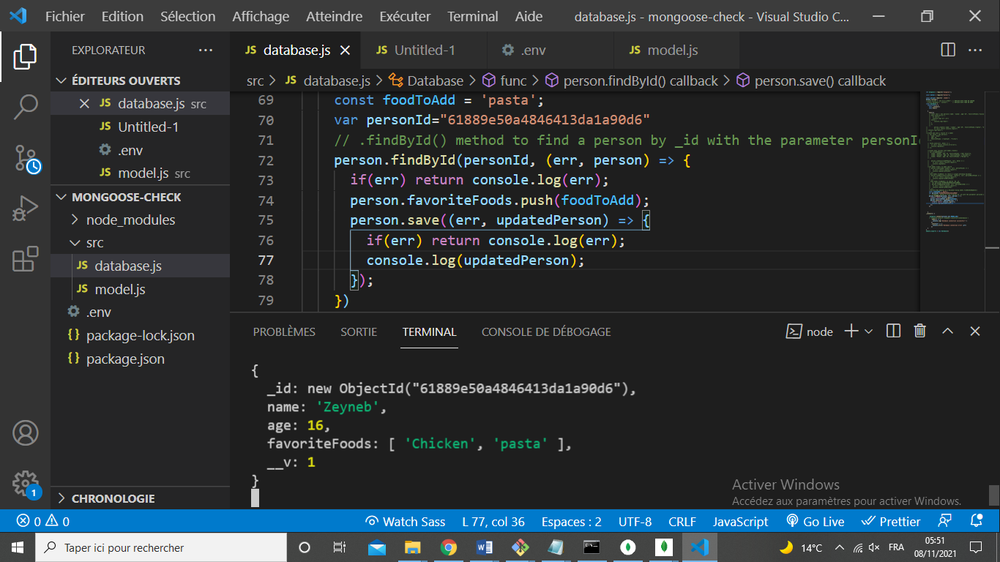 Fichier Edition Sélection Affichage Atteindre Exécuter Terminal Aide database.js - mongoose-check - Visual Studio C...
EXPLORATEUR
ÉDITEURS OUVERTS
JS database.js src
JS Untitled-1
.env
JS model.js src
MONGOOSE-CHECK
node_modules
src
JS database.js
JS model.js
.env
{} package-lock.json
{} package.json
CHRONOLOGIE
1
JS database.js JS Untitled-1 .env JS model.js
src > JS database.js > Database > func > person.findById() callback > person.save() callback
69 const foodToAdd = 'pasta';
70 var personId="61889e50a4846413da1a90d6"
71 // .findById() method to find a person by _id with the parameter personId
72 person.findById(personId, (err, person) => {
73 if(err) return console.log(err);
74 person.favoriteFoods.push(foodToAdd);
75 person.save((err, updatedPerson) => {
76 if(err) return console.log(err);
77 console.log(updatedPerson);
78 });
79 })
PROBLÈMES SORTIE TERMINAL CONSOLE DE DÉBOGAGE node
{
_id: new ObjectId("61889e50a4846413da1a90d6"),
name: 'Zeyneb',
age: 16,
favoriteFoods: [ 'Chicken', 'pasta' ],
__v: 1
}
Activer Windows
Accédez aux paramètres pour activer Windows.
0 0 Watch Sass L 77, col 36 Espaces : 2 UTF-8 CRLF JavaScript Go Live Prettier
Taper ici pour rechercher 14°C FRA 05:51
08/11/2021